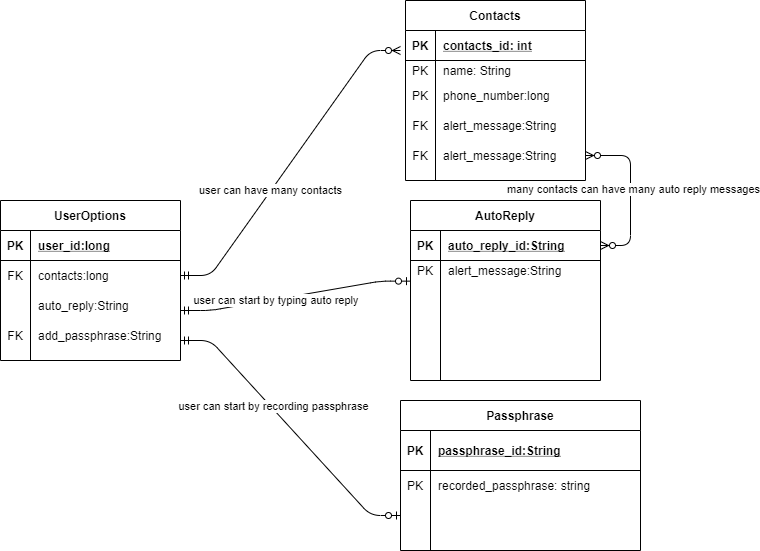 Contacts
PK contacts_id: int
PK name: String
PK phone_number:long
FK alert_message:String
FK alert_message:String
user can have many contacts
many contacts can have many auto reply messages
UserOptions
PK user_id:long
FK contacts:long
auto_reply:String
FK add_passphrase:String
AutoReply
PK auto_reply_id:String
PK alert_message:String
user can start by typing auto reply
user can start by recording passphrase
Passphrase
PK passphrase_id:String
PK recorded_passphrase: string